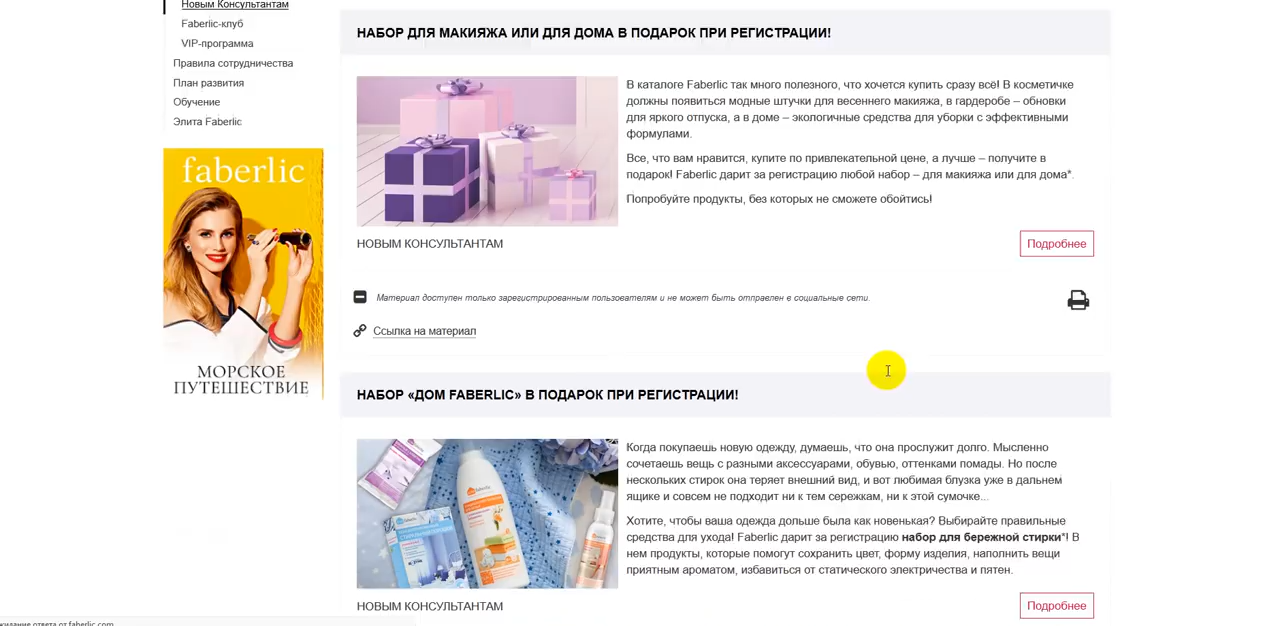 Новым Консультантам
Faberlic-клуб
VIP-программа
Правила сотрудничества
План развития
Обучение
Элита Faberlic
faberlic
МОРСКОЕ
ПУТЕШЕСТВИЕ
НАБОР ДЛЯ МАКИЯЖА ИЛИ ДЛЯ ДОМА В ПОДАРОК ПРИ РЕГИСТРАЦИИ!
В каталоге Faberlic так много полезного, что хочется купить сразу всё! В косметичке
должны появиться модные штучки для весеннего макияжа, в гардеробе – обновки
для яркого отпуска, а в доме – экологичные средства для уборки с эффективными
формулами.
Все, что вам нравится, купите по привлекательной цене, а лучше – получите в
подарок! Faberlic дарит за регистрацию любой набор – для макияжа или для дома*.
Попробуйте продукты, без которых не сможете обойтись!
НОВЫМ КОНСУЛЬТАНТАМ
Подробнее
Материал доступен только зарегистрированным пользователям и не может быть отправлен в социальные сети.
Ссылка на материал
НАБОР «ДОМ FABERLIC» В ПОДАРОК ПРИ РЕГИСТРАЦИИ!
Когда покупаешь новую одежду, думаешь, что она прослужит долго. Мысленно
сочетаешь вещь с разными аксессуарами, обувью, оттенками помады. Но после
нескольких стирок она теряет внешний вид, и вот любимая блузка уже в дальнем
ящике и совсем не подходит ни к тем сережкам, ни к этой сумочке...
Хотите, чтобы ваша одежда дольше была как новенькая? Выбирайте правильные
средства для ухода! Faberlic дарит за регистрацию набор для бережной стирки*! В
нем продукты, которые помогут сохранить цвет, форму изделия, наполнить вещи
приятным ароматом, избавиться от статического электричества и пятен.
НОВЫМ КОНСУЛЬТАНТАМ
Подробнее
ответа от faberlic.com